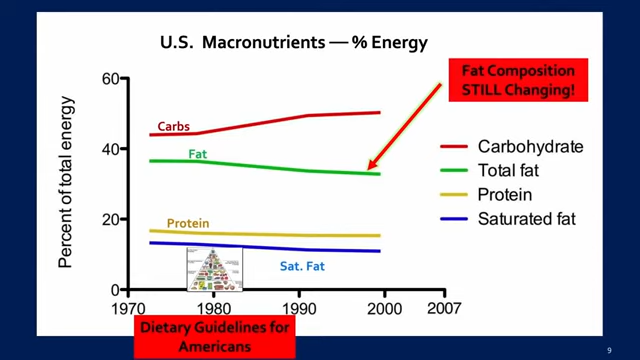 U.S. Macronutrients — % Energy
Fat Composition
STILL Changing!
Percent of total energy
60
40
20
0
1970
1980
1990
2000
2007
Carbs
Fat
Protein
Sat. Fat
Carbohydrate
Total fat
Protein
Saturated fat
Dietary Guidelines for
Americans
9